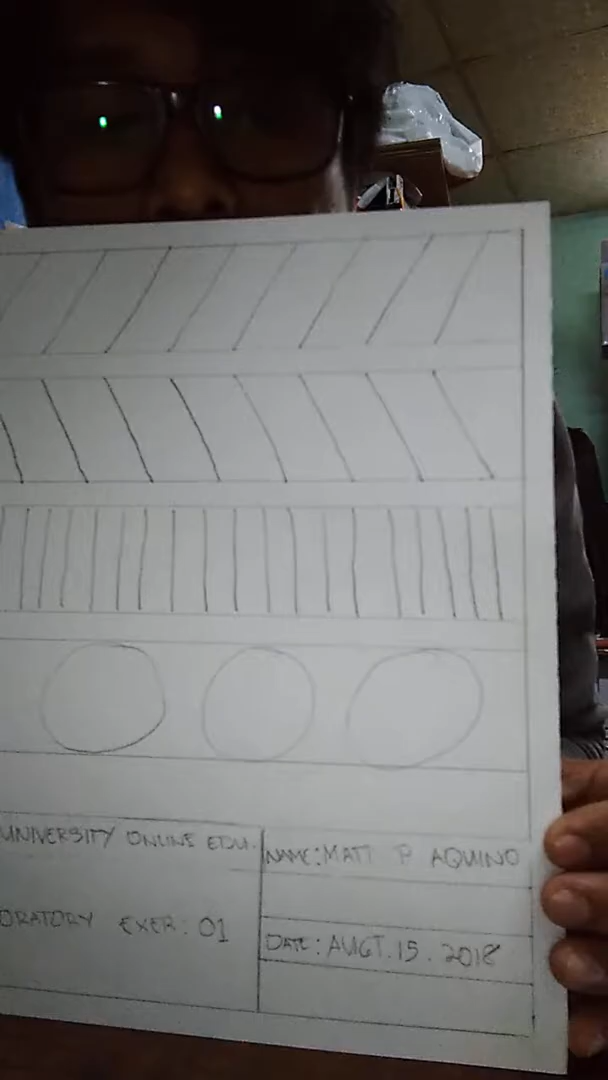 UNIVERSITY ONLINE EDU.
NAME: MATT P AQUINO
ORATORY EXER: 01
DATE: AUGT. 15. 2018